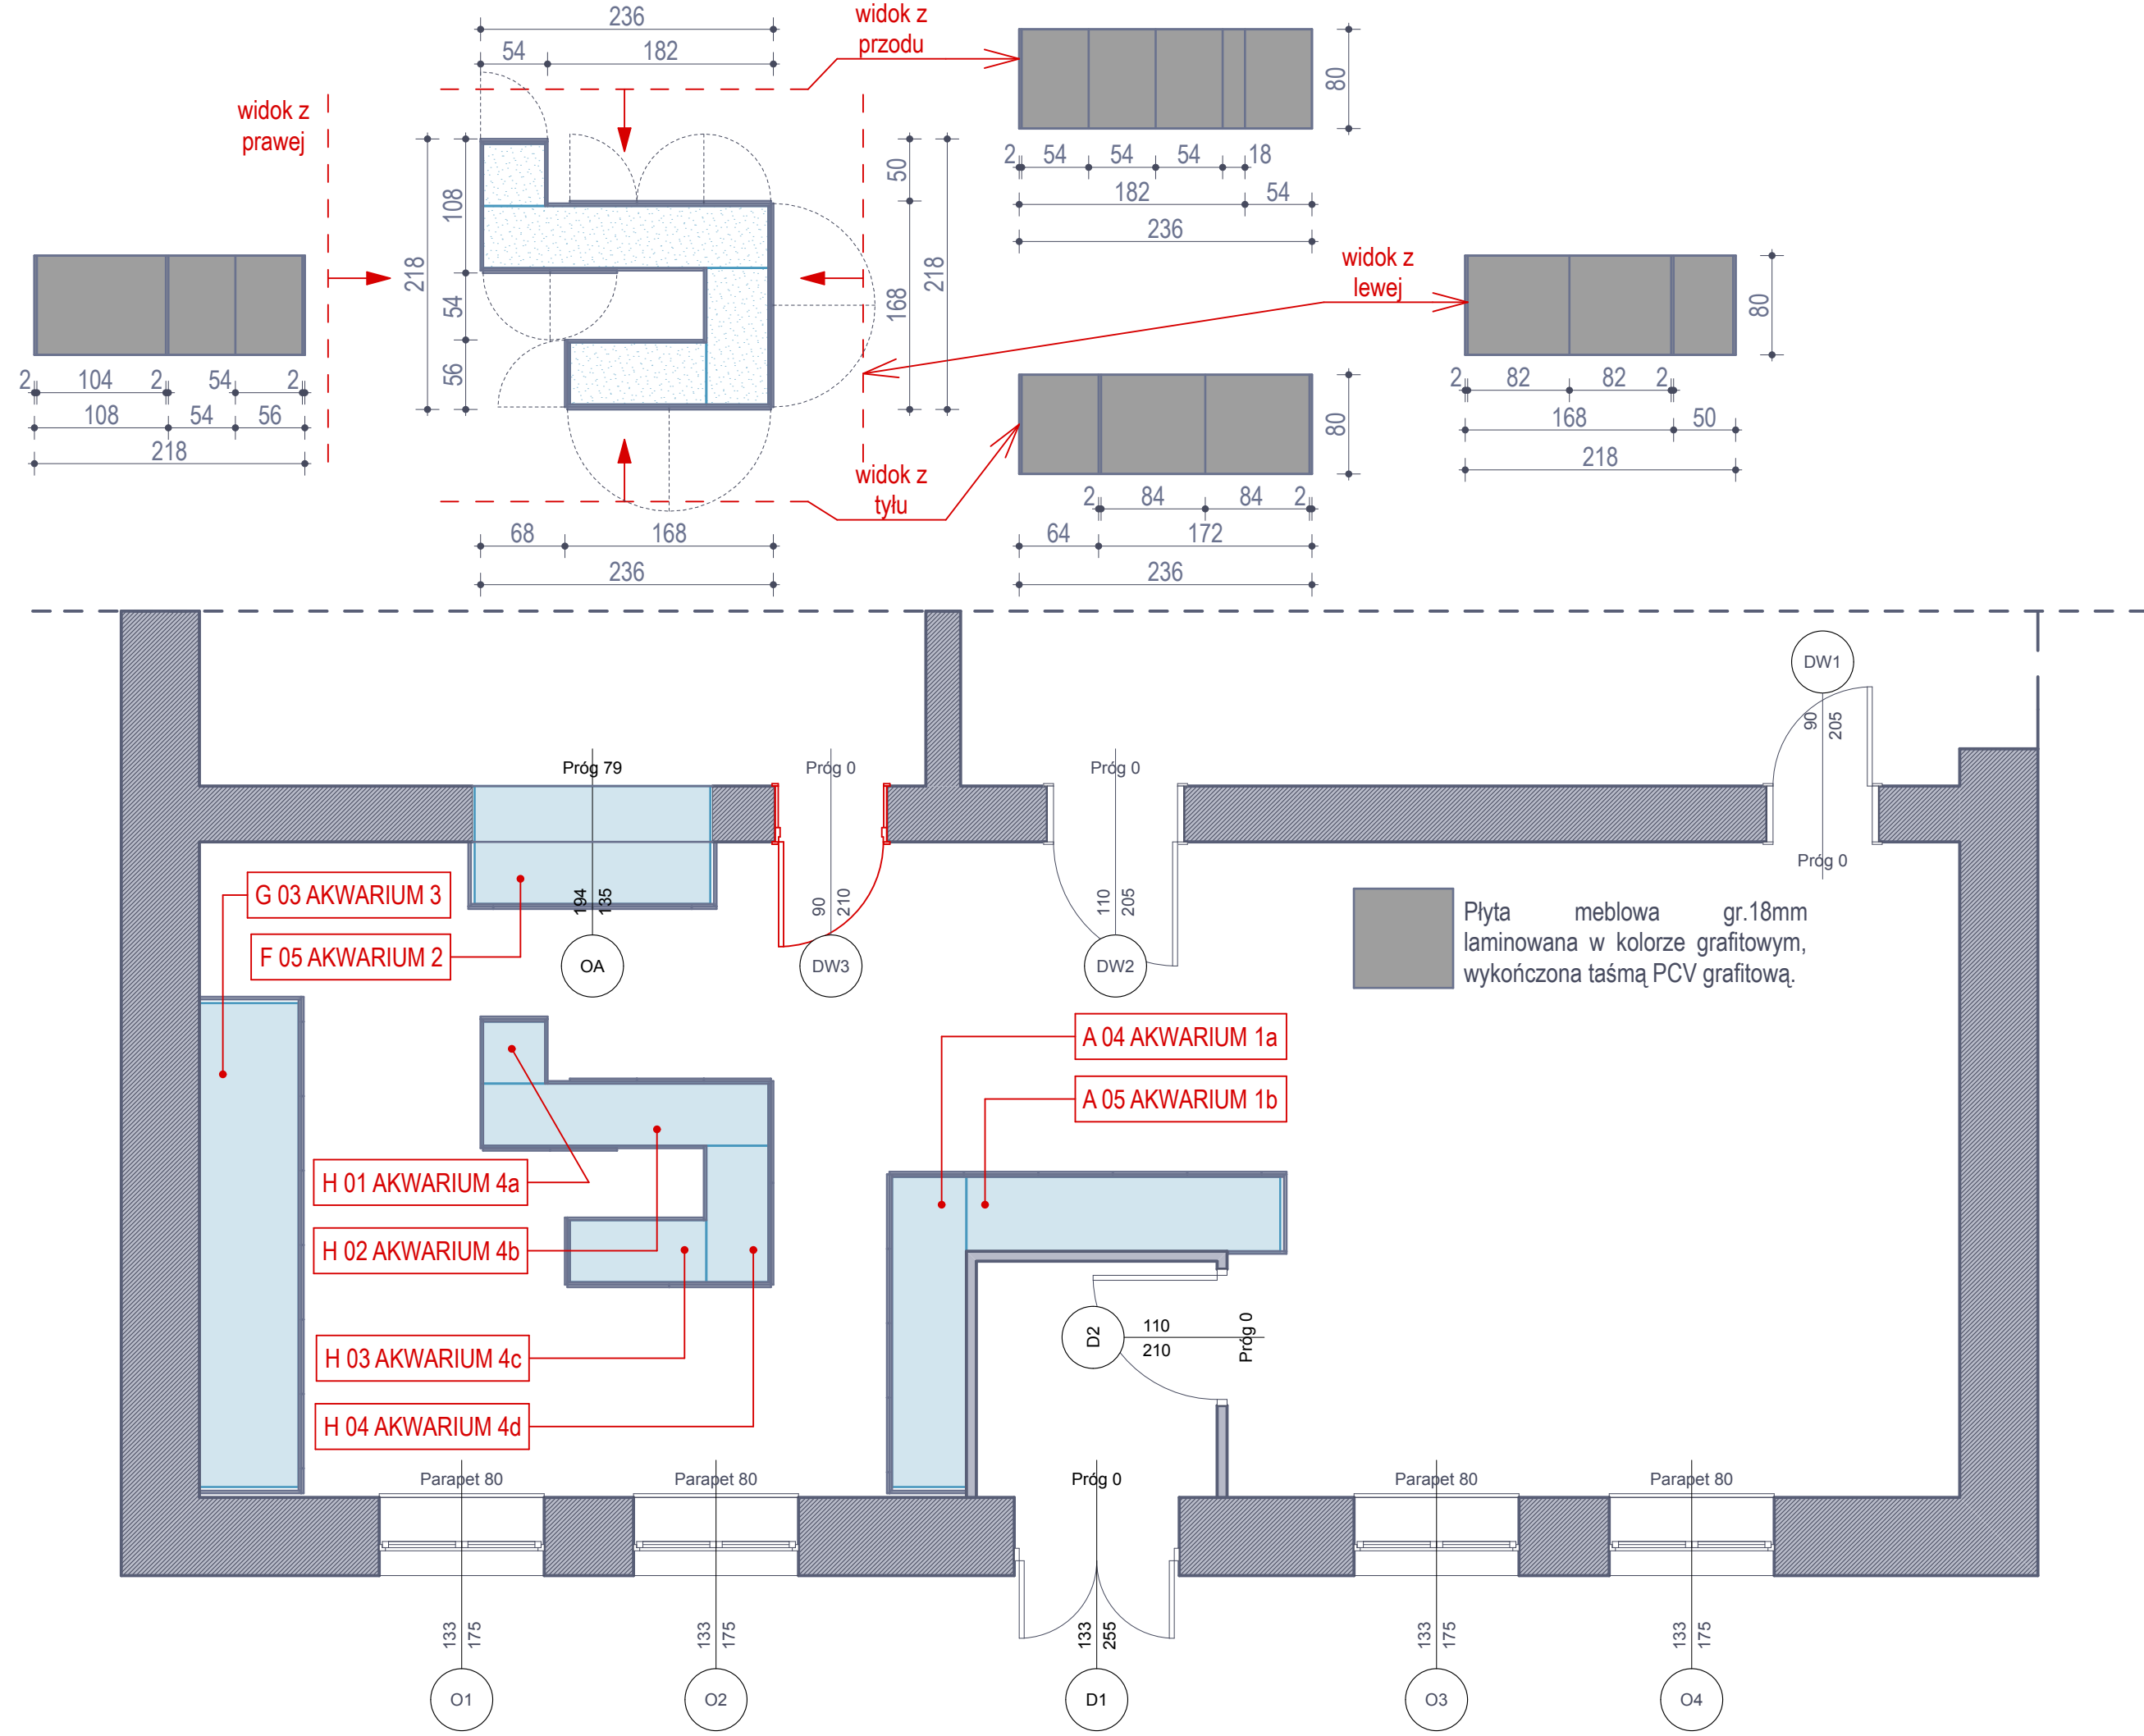 236
54
182
widok z
przodu
widok z
prawej
80
2
54
54
54
18
182
54
236
50
168
218
108
54
56
218
widok z
lewej
80
2
82
82
2
168
50
218
2
104
2
54
2
108
54
56
218
80
widok z
tyłu
2
84
84
2
64
172
236
68
168
236
DW1
90
205
Próg 0
Próg 79
Próg 0
Próg 0
194
135
90
210
110
205
OA
DW3
DW2
G 03 AKWARIUM 3
F 05 AKWARIUM 2
Płyta meblowa gr.18mm
laminowana w kolorze grafitowym,
wykończona taśmą PCV grafitową.
A 04 AKWARIUM 1a
A 05 AKWARIUM 1b
H 01 AKWARIUM 4a
H 02 AKWARIUM 4b
H 03 AKWARIUM 4c
H 04 AKWARIUM 4d
D2
110
210
Próg 0
Parapet 80
Parapet 80
Próg 0
Parapet 80
Parapet 80
133
175
133
175
133
255
133
175
133
175
O1
O2
D1
O3
O4